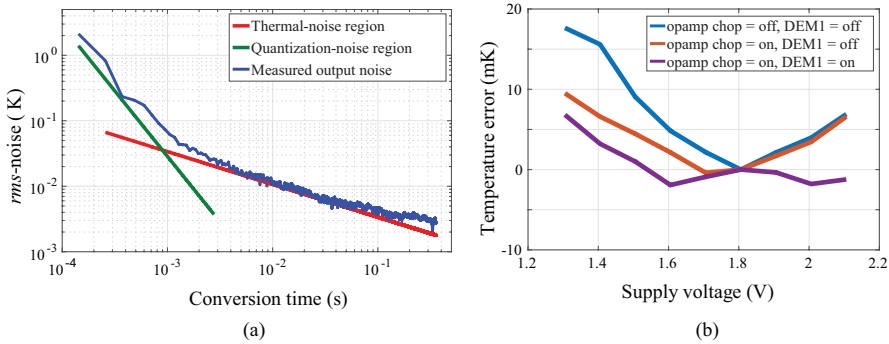 Thermal-noise region
Quantization-noise region
Measured output noise
10^0
10^-1
10^-2
10^-3
10^-4 10^-3 10^-2 10^-1
rms-noise ( K)
Conversion time (s)
(a)
opamp chop = off, DEM1 = off
opamp chop = on, DEM1 = off
opamp chop = on, DEM1 = on
20
10
0
-10
1.2 1.4 1.6 1.8 2 2.2
Temperature error (mK)
Supply voltage (V)
(b)